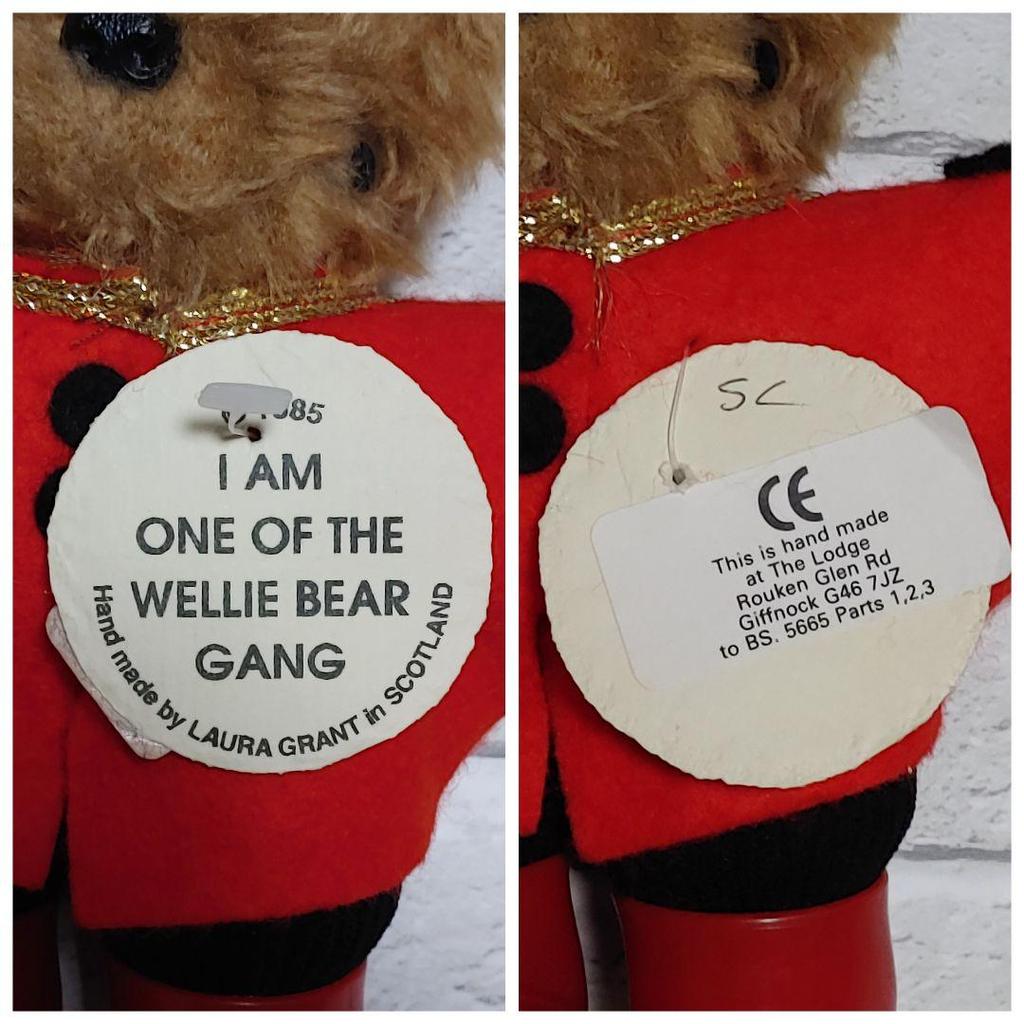 I AM
ONE OF THE
WELLIE BEAR
GANG
Hand made by LAURA GRANT in SCOTLAND
SC
CE
This is hand made
at The Lodge
Rouken Glen Rd
Giffnock G46 7JZ
to BS. 5665 Parts 1,2,3